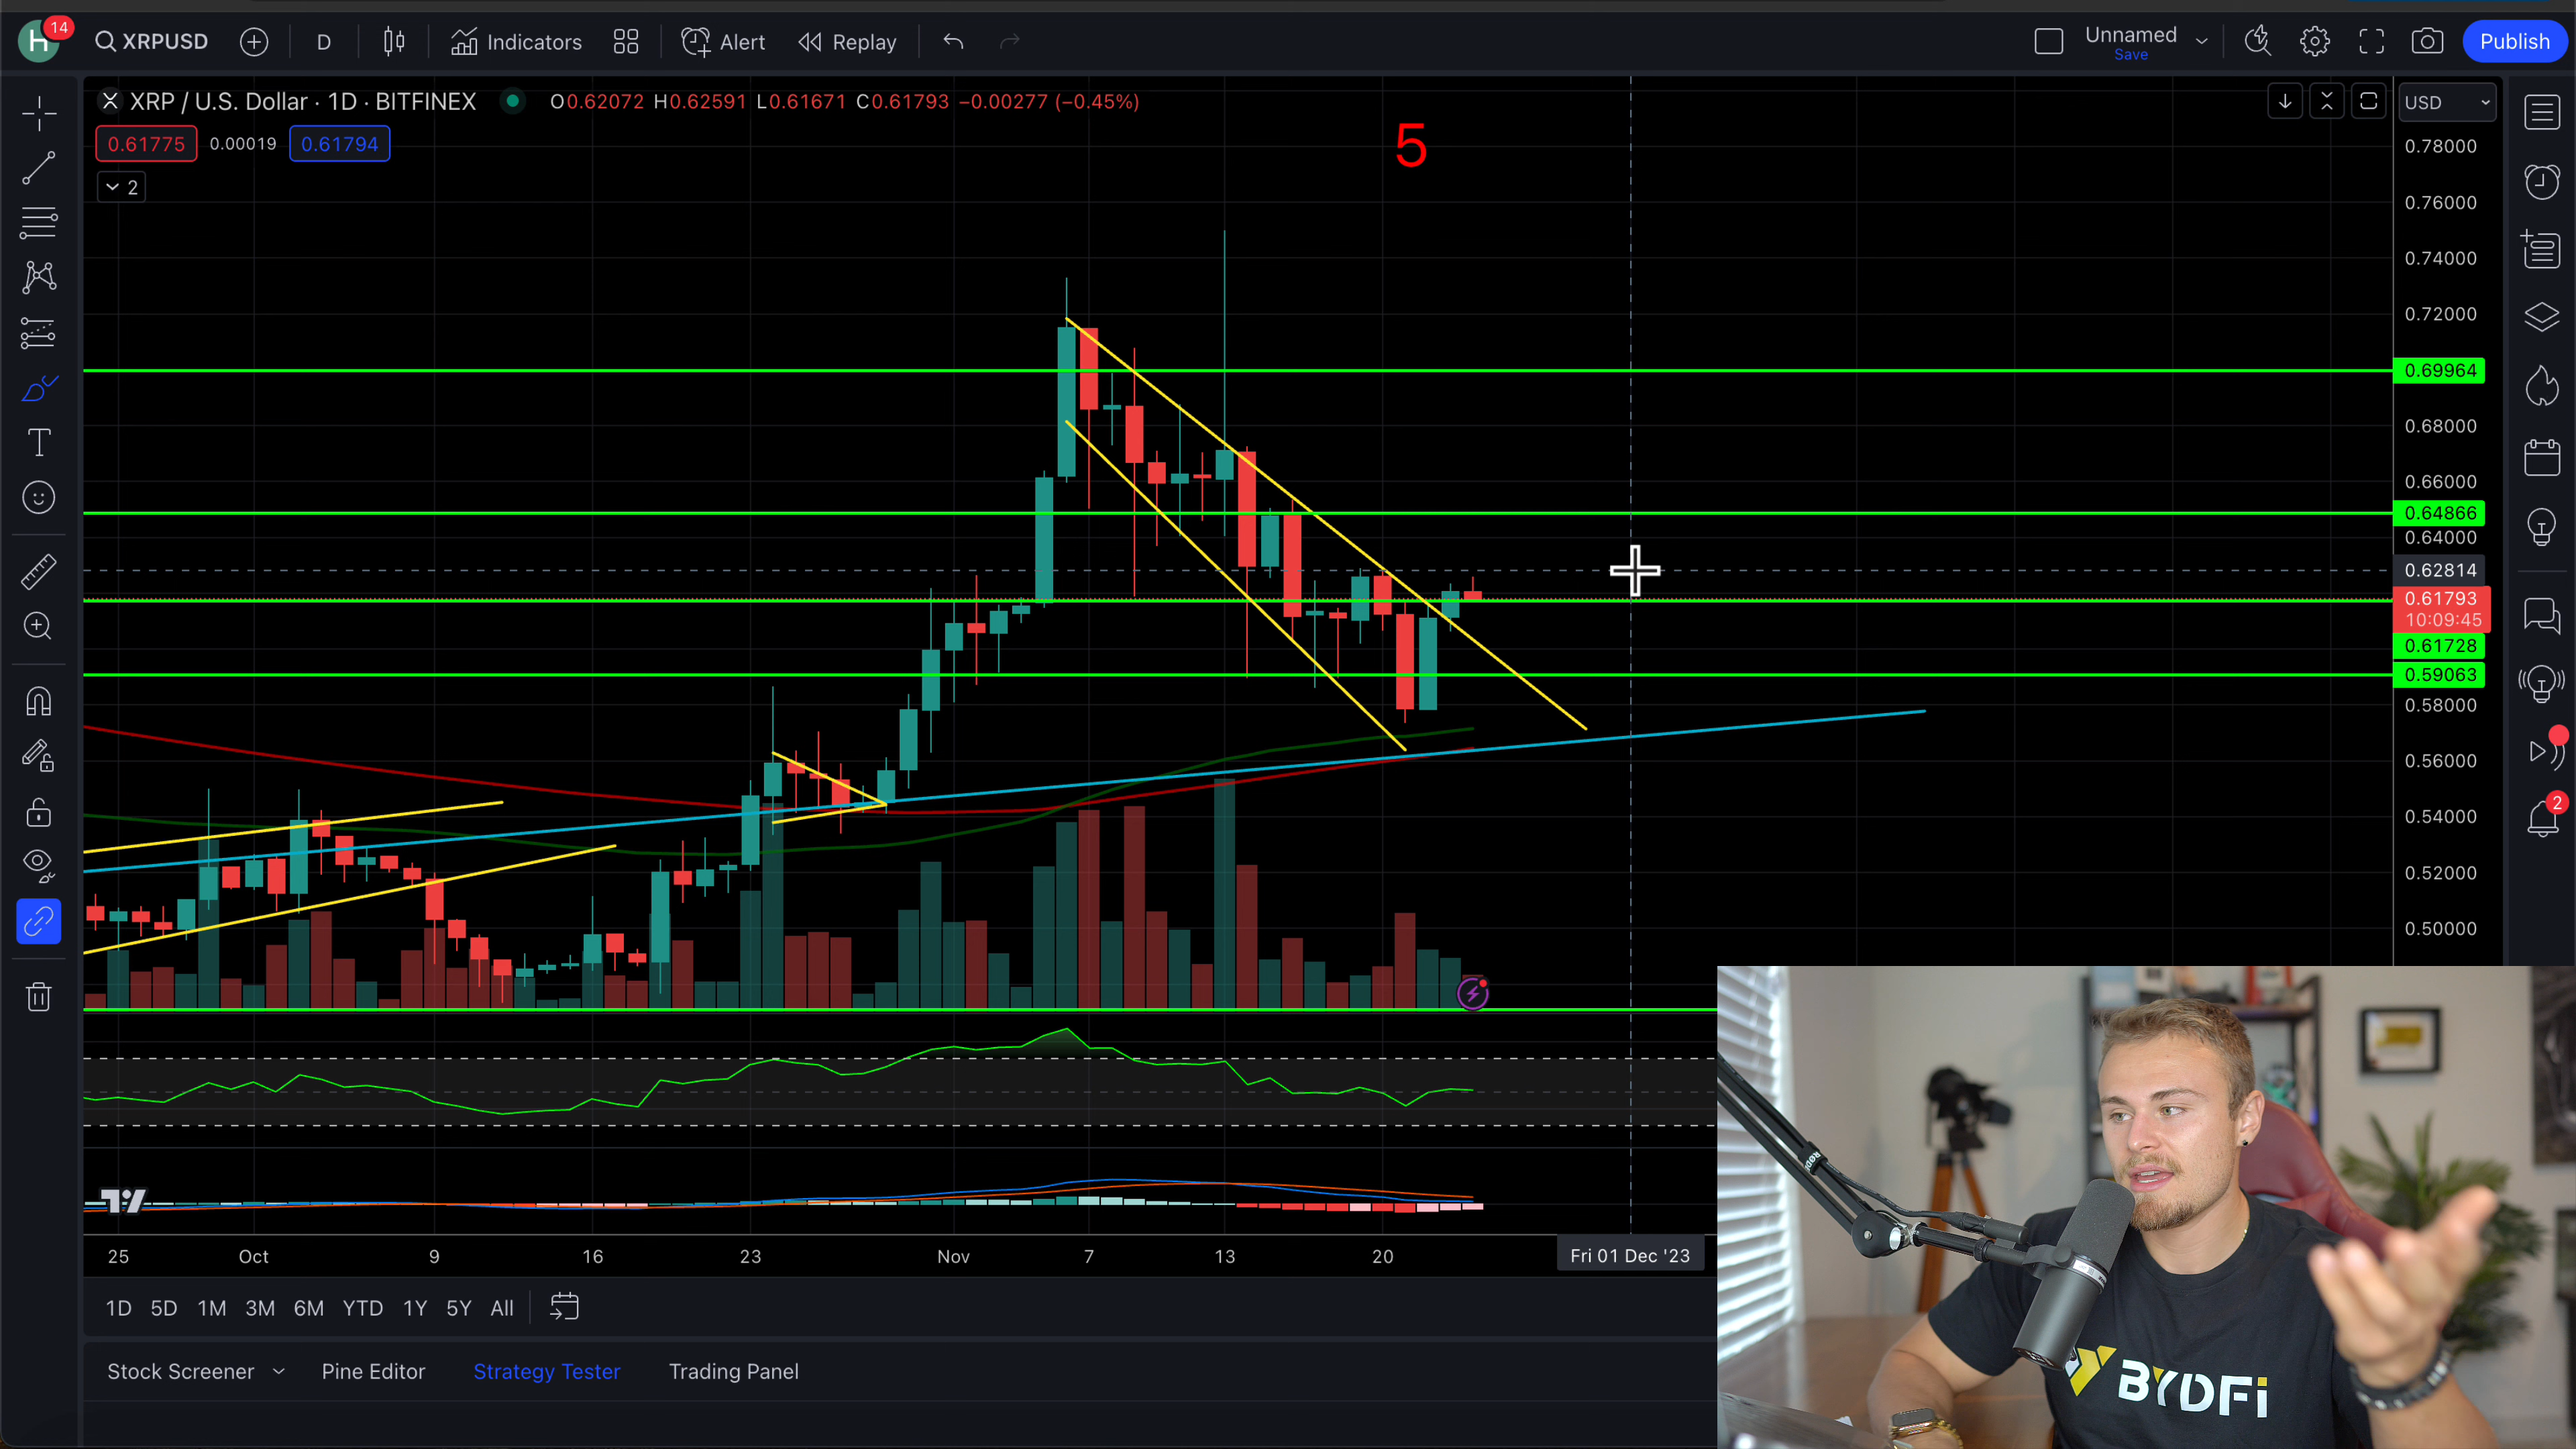 H 14 XRPUSD D Indicators Alert Replay Unnamed Publish
Save
XRP / U.S. Dollar · 1D · BITFINEX O0.62072 H0.62591 L0.61671 C0.61793 −0.00277 (−0.45%) USD
0.61775 0.00019 0.61794
2
5
0.78000
0.76000
0.74000
0.72000
0.69964
0.68000
0.66000
0.64866
0.64000
0.62814
0.61793
10:09:45
0.61728
0.59063
0.58000
0.56000
0.54000
0.52000
0.50000
2
25 Oct 9 16 23 Nov 7 13 20 Fri 01 Dec '23
1D 5D 1M 3M 6M YTD 1Y 5Y All
Stock Screener Pine Editor Strategy Tester Trading Panel
RØDE
BYDFi